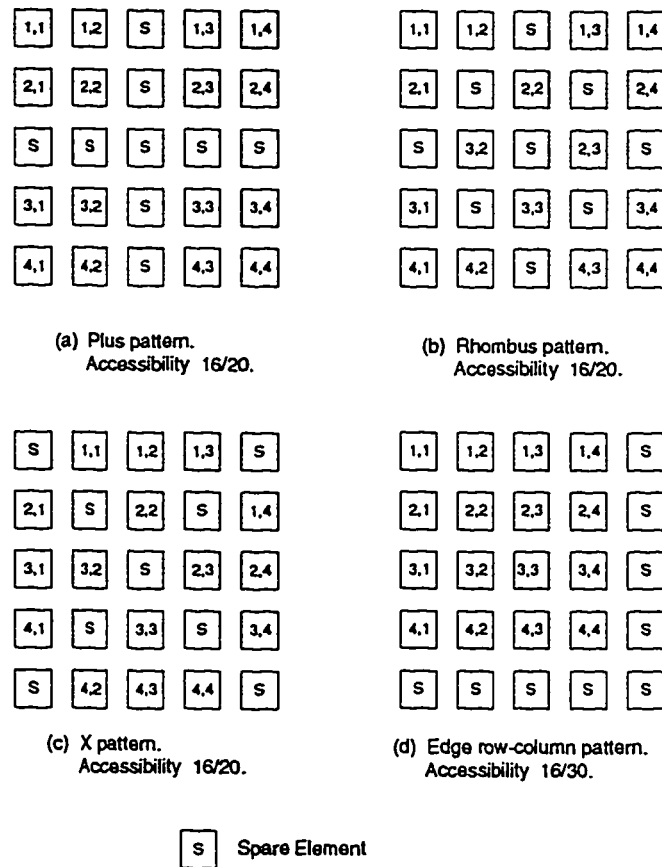 1,1 1,2 S 1,3 1,4
2,1 2,2 S 2,3 2,4
S S S S S
3,1 3,2 S 3,3 3,4
4,1 4,2 S 4,3 4,4
(a) Plus pattern.
Accessibility 16/20.
1,1 1,2 S 1,3 1,4
2,1 S 2,2 S 2,4
S 3,2 S 2,3 S
3,1 S 3,3 S 3,4
4,1 4,2 S 4,3 4,4
(b) Rhombus pattern.
Accessibility 16/20.
S 1,1 1,2 1,3 S
2,1 S 2,2 S 1,4
3,1 3,2 S 2,3 2,4
4,1 S 3,3 S 3,4
S 4,2 4,3 4,4 S
(c) X pattern.
Accessibility 16/20.
1,1 1,2 1,3 1,4 S
2,1 2,2 2,3 2,4 S
3,1 3,2 3,3 3,4 S
4,1 4,2 4,3 4,4 S
S S S S S
(d) Edge row-column pattern.
Accessibility 16/30.
S Spare Element